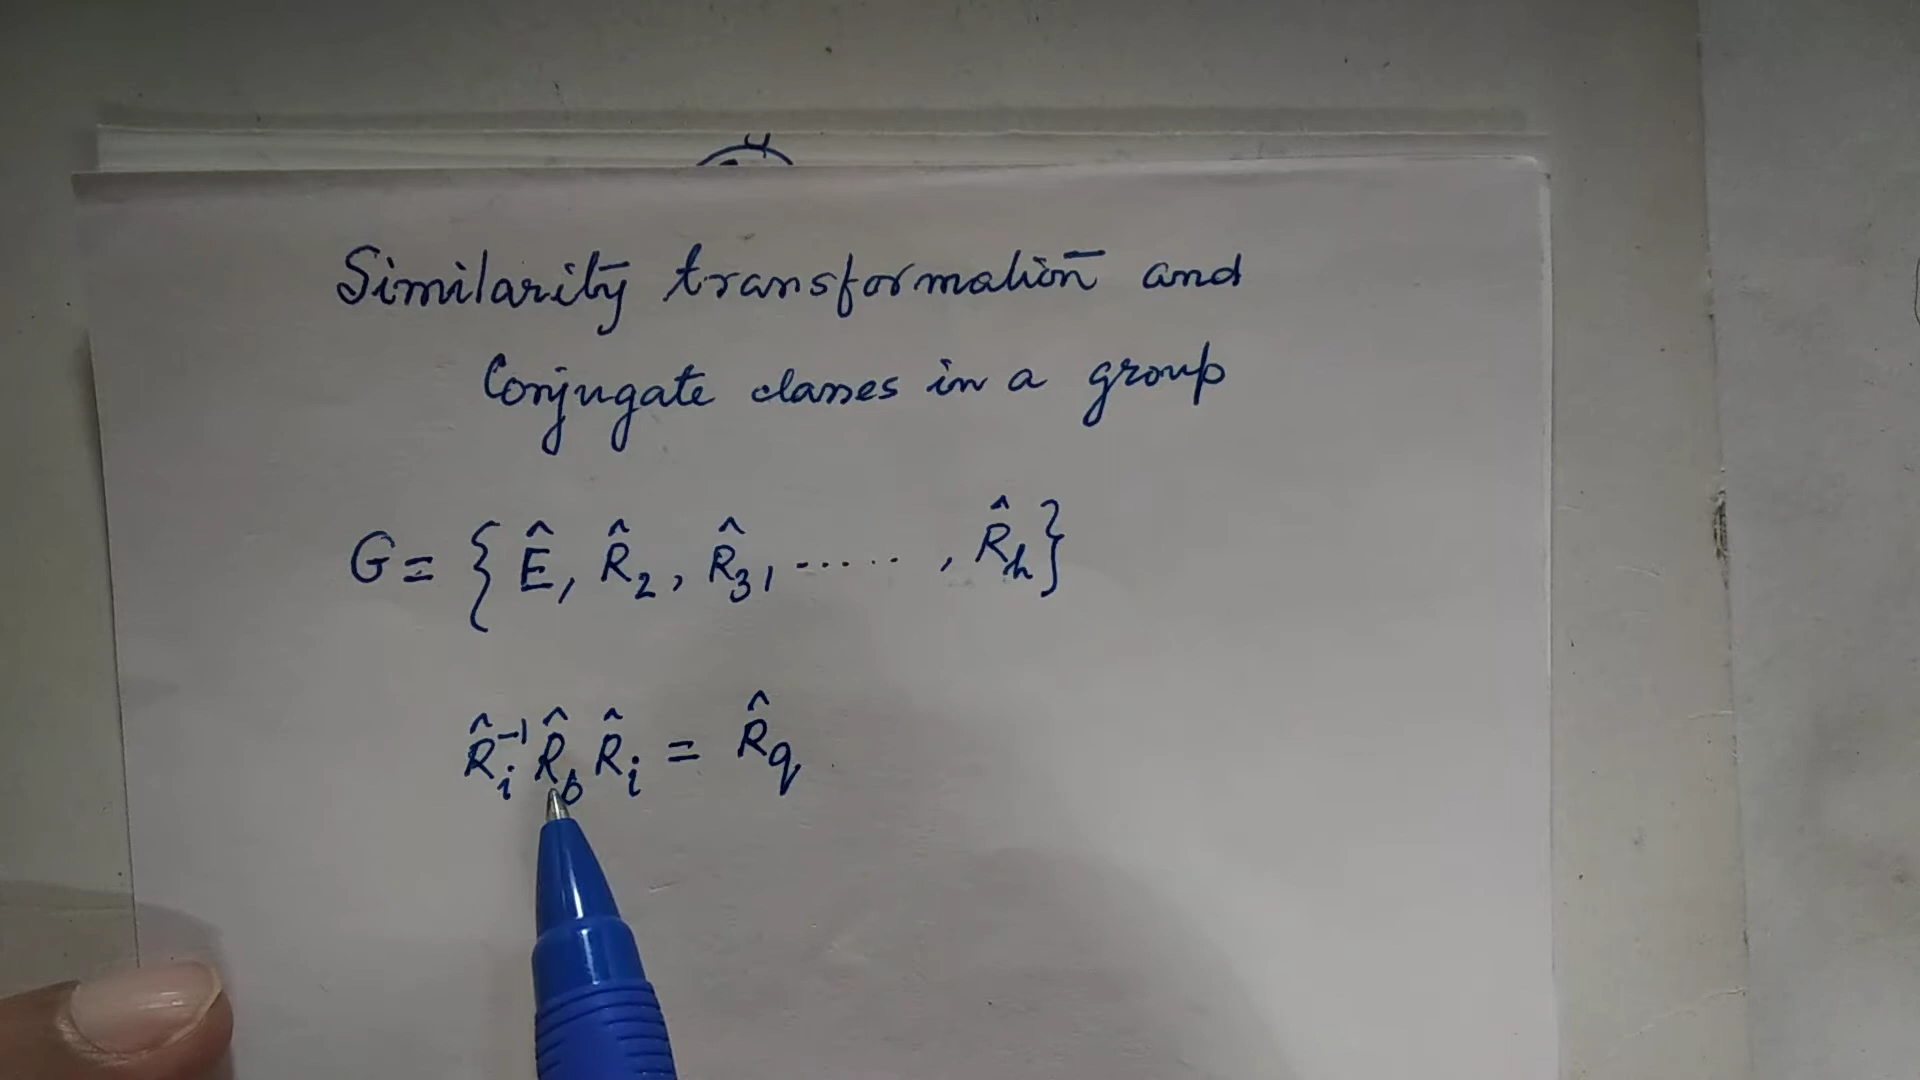 Similarity transformation and
Conjugate classes in a group
G = { Ê, R̂₂, R̂₃, ..... , R̂ₕ }
R̂ᵢ⁻¹ R̂ₚ R̂ᵢ = R̂q